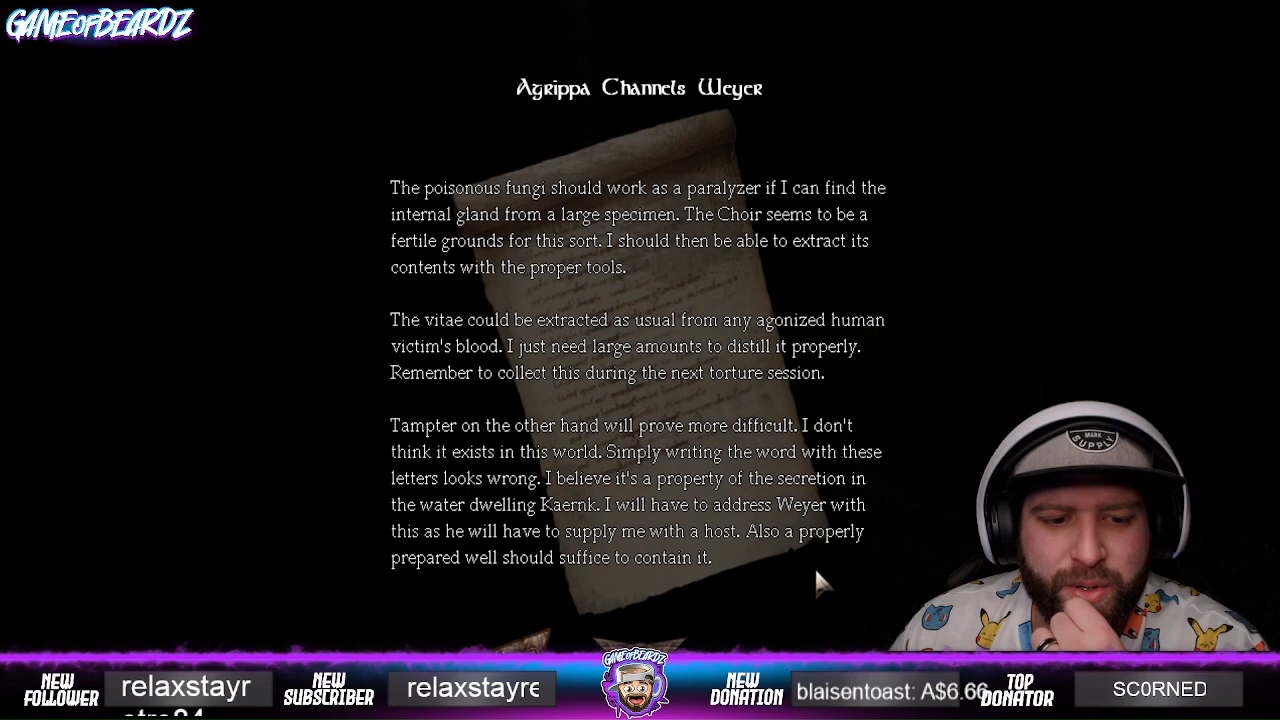 GAMEOFBEARDZ
Agrippa Channels Weyer
The poisonous fungi should work as a paralyzer if I can find the
internal gland from a large specimen. The Choir seems to be a
fertile grounds for this sort. I should then be able to extract its
contents with the proper tools.
The vitae could be extracted as usual from any agonized human
victim's blood. I just need large amounts to distill it properly.
Remember to collect this during the next torture session.
Tampter on the other hand will prove more difficult. I don't
think it exists in this world. Simply writing the word with these
letters looks wrong. I believe it's a property of the secretion in
the water dwelling Kaernk. I will have to address Weyer with
this as he will have to supply me with a host. Also a properly
prepared well should suffice to contain it.
MARK
SUPPLY
GAMEOFBEARDZ
NEW
FOLLOWER
relaxstayr
NEW
SUBSCRIBER
relaxstayre
NEW
DONATION
blaisentoast: A$6.66
TOP
DONATOR
SC0RNED